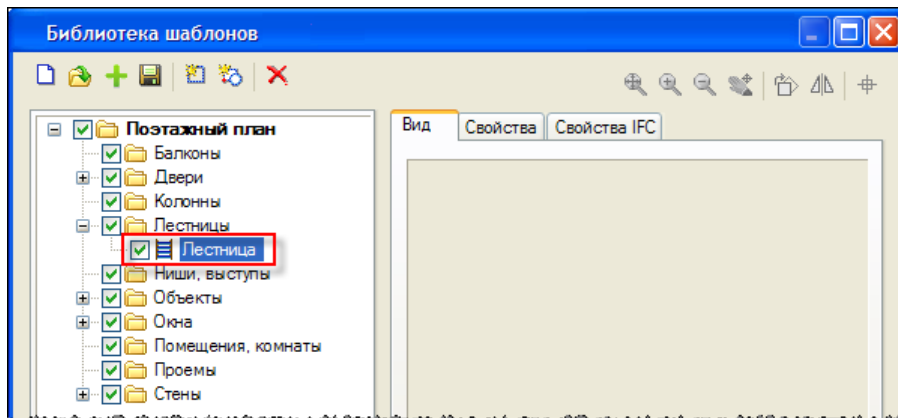 Библиотека шаблонов
Вид Свойства Свойства IFC
Поэтажный план
Балконы
Двери
Колонны
Лестницы
Лестница
Ниши, выступы
Объекты
Окна
Помещения, комнаты
Проемы
Стены